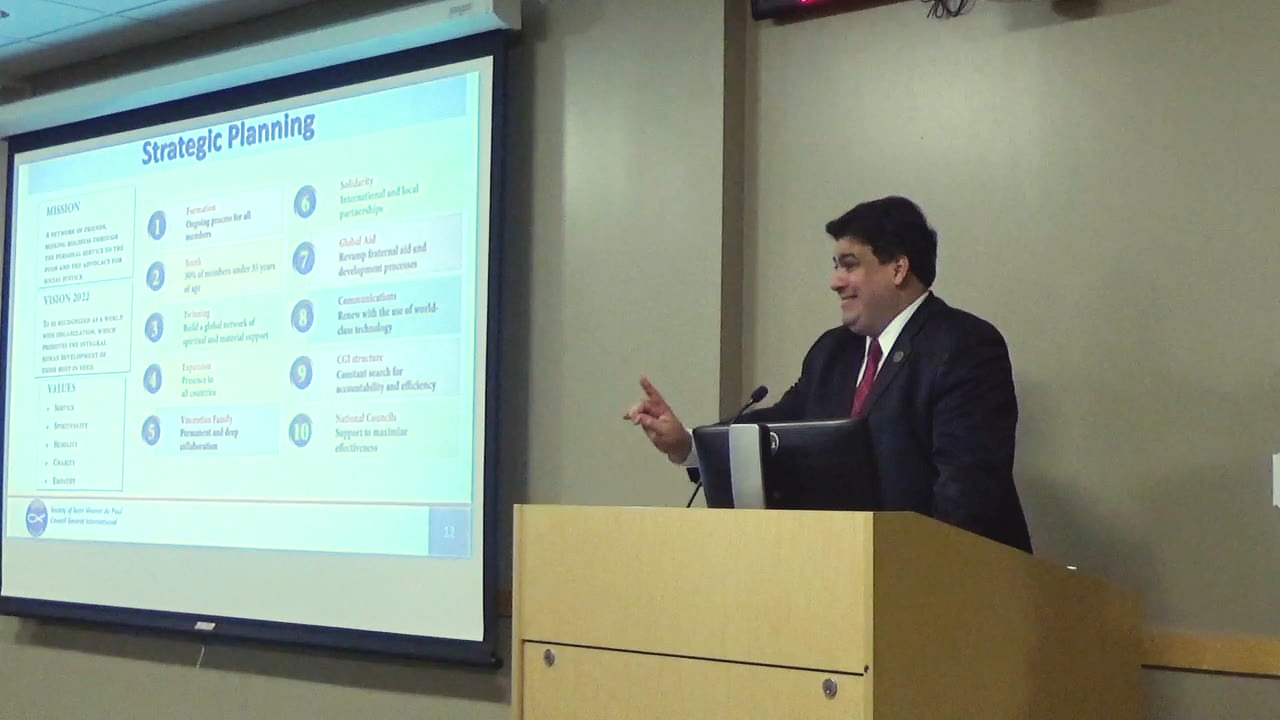 Strategic Planning
MISSION
A NETWORK OF FRIENDS,
SEEKING HOLINESS THROUGH
THE PERSONAL SERVICE TO THE
POOR AND THE ADVOCACY FOR
SOCIAL JUSTICE
VISION 2022
TO BE RECOGNIZED AS A WORLD
WIDE ORGANIZATION, WHICH
PROMOTES THE INTEGRAL
HUMAN DEVELOPMENT OF
THOSE MOST IN NEED.
VALUES
• SERVICE
• SPIRITUALITY
• HUMILITY
• CHARITY
• EMPATHY
1
Formation
Ongoing process for all
members
2
Youth
30% of members under 35 years
of age
3
Twinning
Build a global network of
spiritual and material support
4
Expansion
Presence in
all countries
5
Vincentian Family
Permanent and deep
collaboration
6
Solidarity
International and local
partnerships
7
Global Aid
Revamp fraternal aid and
development processes
8
Communications
Renew with the use of world-
class technology
9
CGI structure
Constant search for
accountability and efficiency
10
National Councils
Support to maximize
effectiveness
Society of Saint Vincent de Paul
Council General International
12